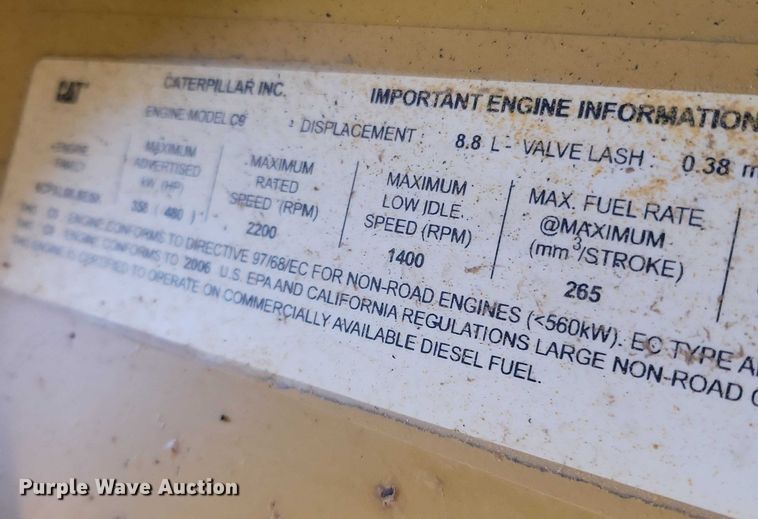 CAT CATERPILLAR INC. IMPORTANT ENGINE INFORMATION
ENGINE MODEL C9 DISPLACEMENT : 8.8 L - VALVE LASH : 0.38
ENGINE FAMILY
MAXIMUM ADVERTISED kW (HP)
358 ( 480 )
MAXIMUM RATED SPEED (RPM)
2200
MAXIMUM LOW IDLE SPEED (RPM)
1400
MAX. FUEL RATE @MAXIMUM (mm³/STROKE)
265
ENGINE CONFORMS TO DIRECTIVE 97/68/EC FOR NON-ROAD ENGINES (<560kW). EC TYPE
ENGINE CONFORMS TO 2006 U.S. EPA AND CALIFORNIA REGULATIONS LARGE NON-ROAD
THIS ENGINE IS CERTIFIED TO OPERATE ON COMMERCIALLY AVAILABLE DIESEL FUEL.
Purple Wave Auction